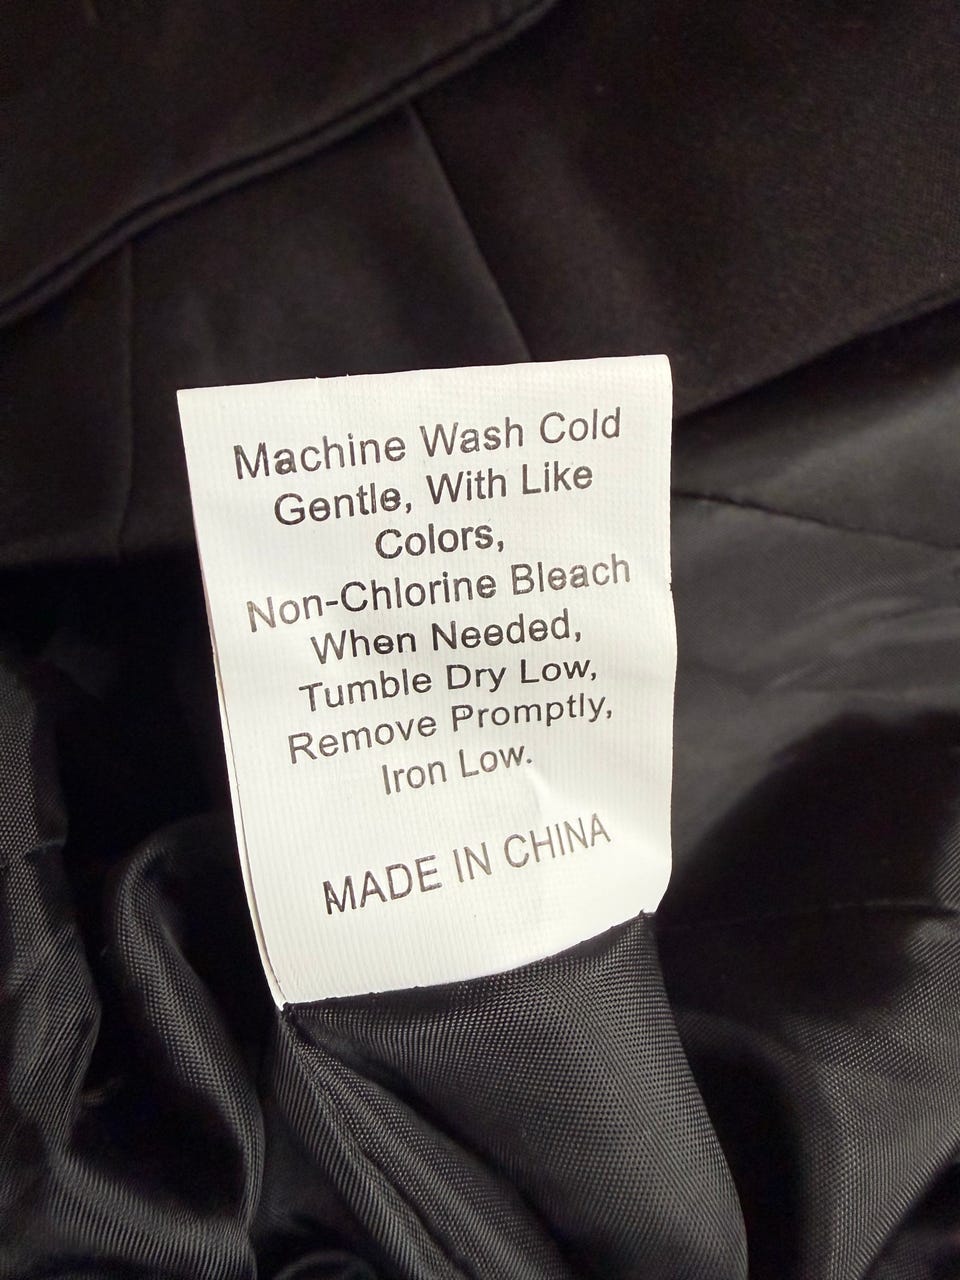 Machine Wash Cold
Gentle, With Like
Colors,
Non-Chlorine Bleach
When Needed,
Tumble Dry Low,
Remove Promptly,
Iron Low.
MADE IN CHINA